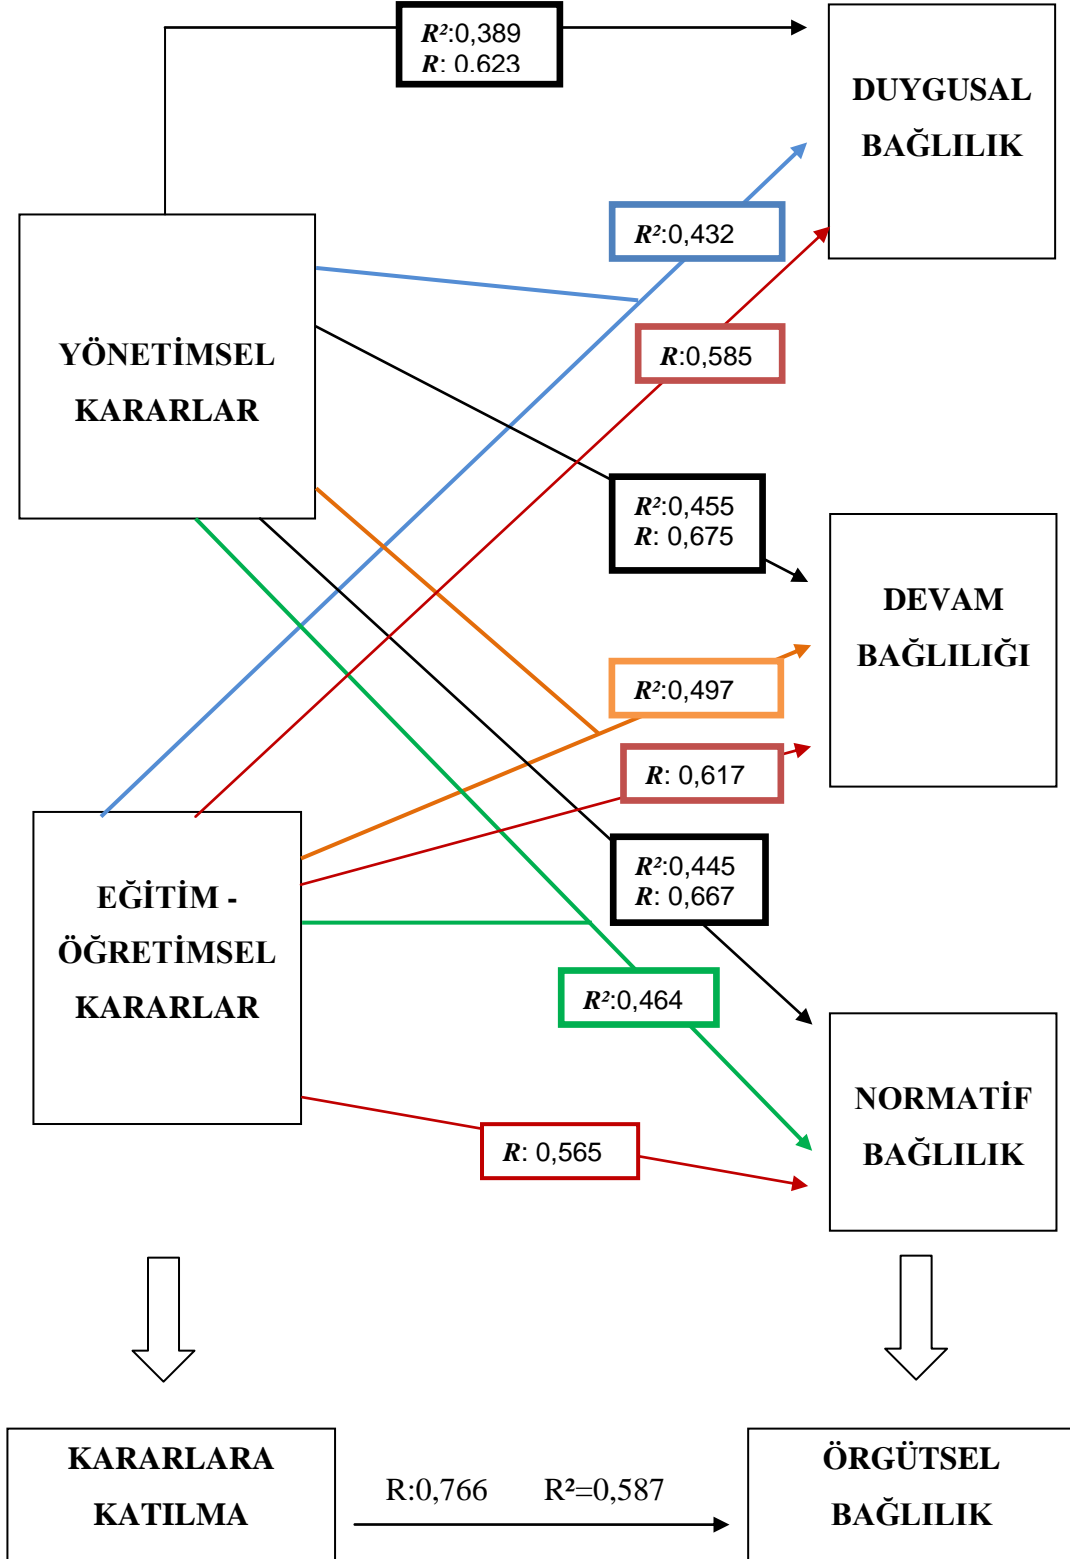 R²:0,389
R: 0.623
DUYGUSAL
BAĞLILIK
R²:0,432
YÖNETİMSEL
KARARLAR
R:0,585
R²:0,455
R: 0,675
DEVAM
BAĞLILIĞI
R²:0,497
R: 0,617
R²:0,445
R: 0,667
EĞİTİM -
ÖĞRETİMSEL
KARARLAR
R²:0,464
NORMATİF
BAĞLILIK
R: 0,565
KARARLARA
KATILMA
R:0,766 R²=0,587
ÖRGÜTSEL
BAĞLILIK